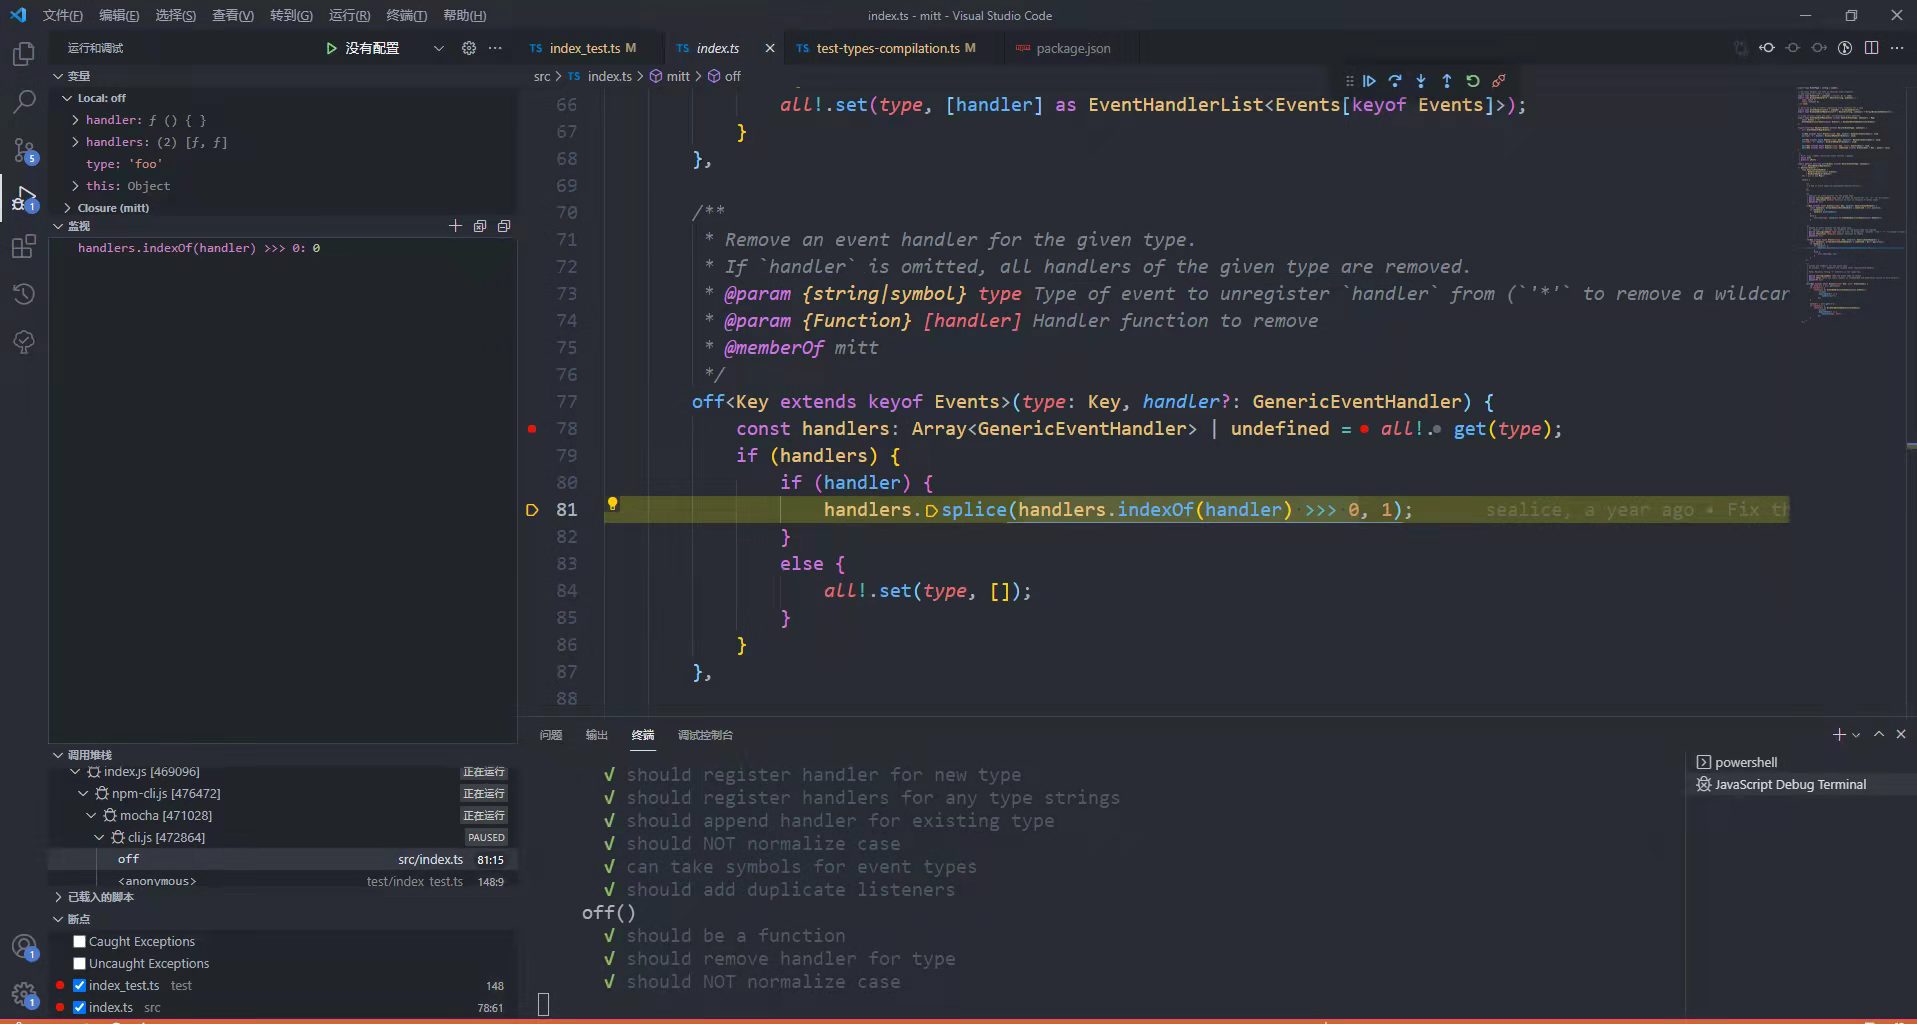 文件(F) 编辑(E) 选择(S) 查看(V) 转到(G) 运行(R) 终端(T) 帮助(H)
index.ts - mitt - Visual Studio Code
运行和调试
没有配置
TS index_test.ts M
TS index.ts
TS test-types-compilation.ts M
package.json
src > TS index.ts > mitt > off
变量
Local: off
handler: ƒ () { }
handlers: (2) [ƒ, ƒ]
type: 'foo'
this: Object
Closure (mitt)
监视
handlers.indexOf(handler) >>> 0: 0
调用堆栈
index.js [469096] 正在运行
npm-cli.js [476472] 正在运行
mocha [471028] 正在运行
cli.js [472864] PAUSED
off src/index.ts 81:15
<anonymous> test/index_test.ts 148:9
已载入的脚本
断点
Caught Exceptions
Uncaught Exceptions
index_test.ts test 148
index.ts src 78:61
5
1
1
1
66 all!.set(type, [handler] as EventHandlerList<Events[keyof Events]>);
67 }
68 },
69
70 /**
71 * Remove an event handler for the given type.
72 * If `handler` is omitted, all handlers of the given type are removed.
73 * @param {string|symbol} type Type of event to unregister `handler` from (`'*'` to remove a wildcar
74 * @param {Function} [handler] Handler function to remove
75 * @memberOf mitt
76 */
77 off<Key extends keyof Events>(type: Key, handler?: GenericEventHandler) {
78 const handlers: Array<GenericEventHandler> | undefined = all!. get(type);
79 if (handlers) {
80 if (handler) {
81 handlers.splice(handlers.indexOf(handler) >>> 0, 1); sealice, a year ago • Fix th
82 }
83 else {
84 all!.set(type, []);
85 }
86 }
87 },
88
问题 输出 终端 调试控制台
√ should register handler for new type
√ should register handlers for any type strings
√ should append handler for existing type
√ should NOT normalize case
√ can take symbols for event types
√ should add duplicate listeners
off()
√ should be a function
√ should remove handler for type
√ should NOT normalize case
powershell
JavaScript Debug Terminal